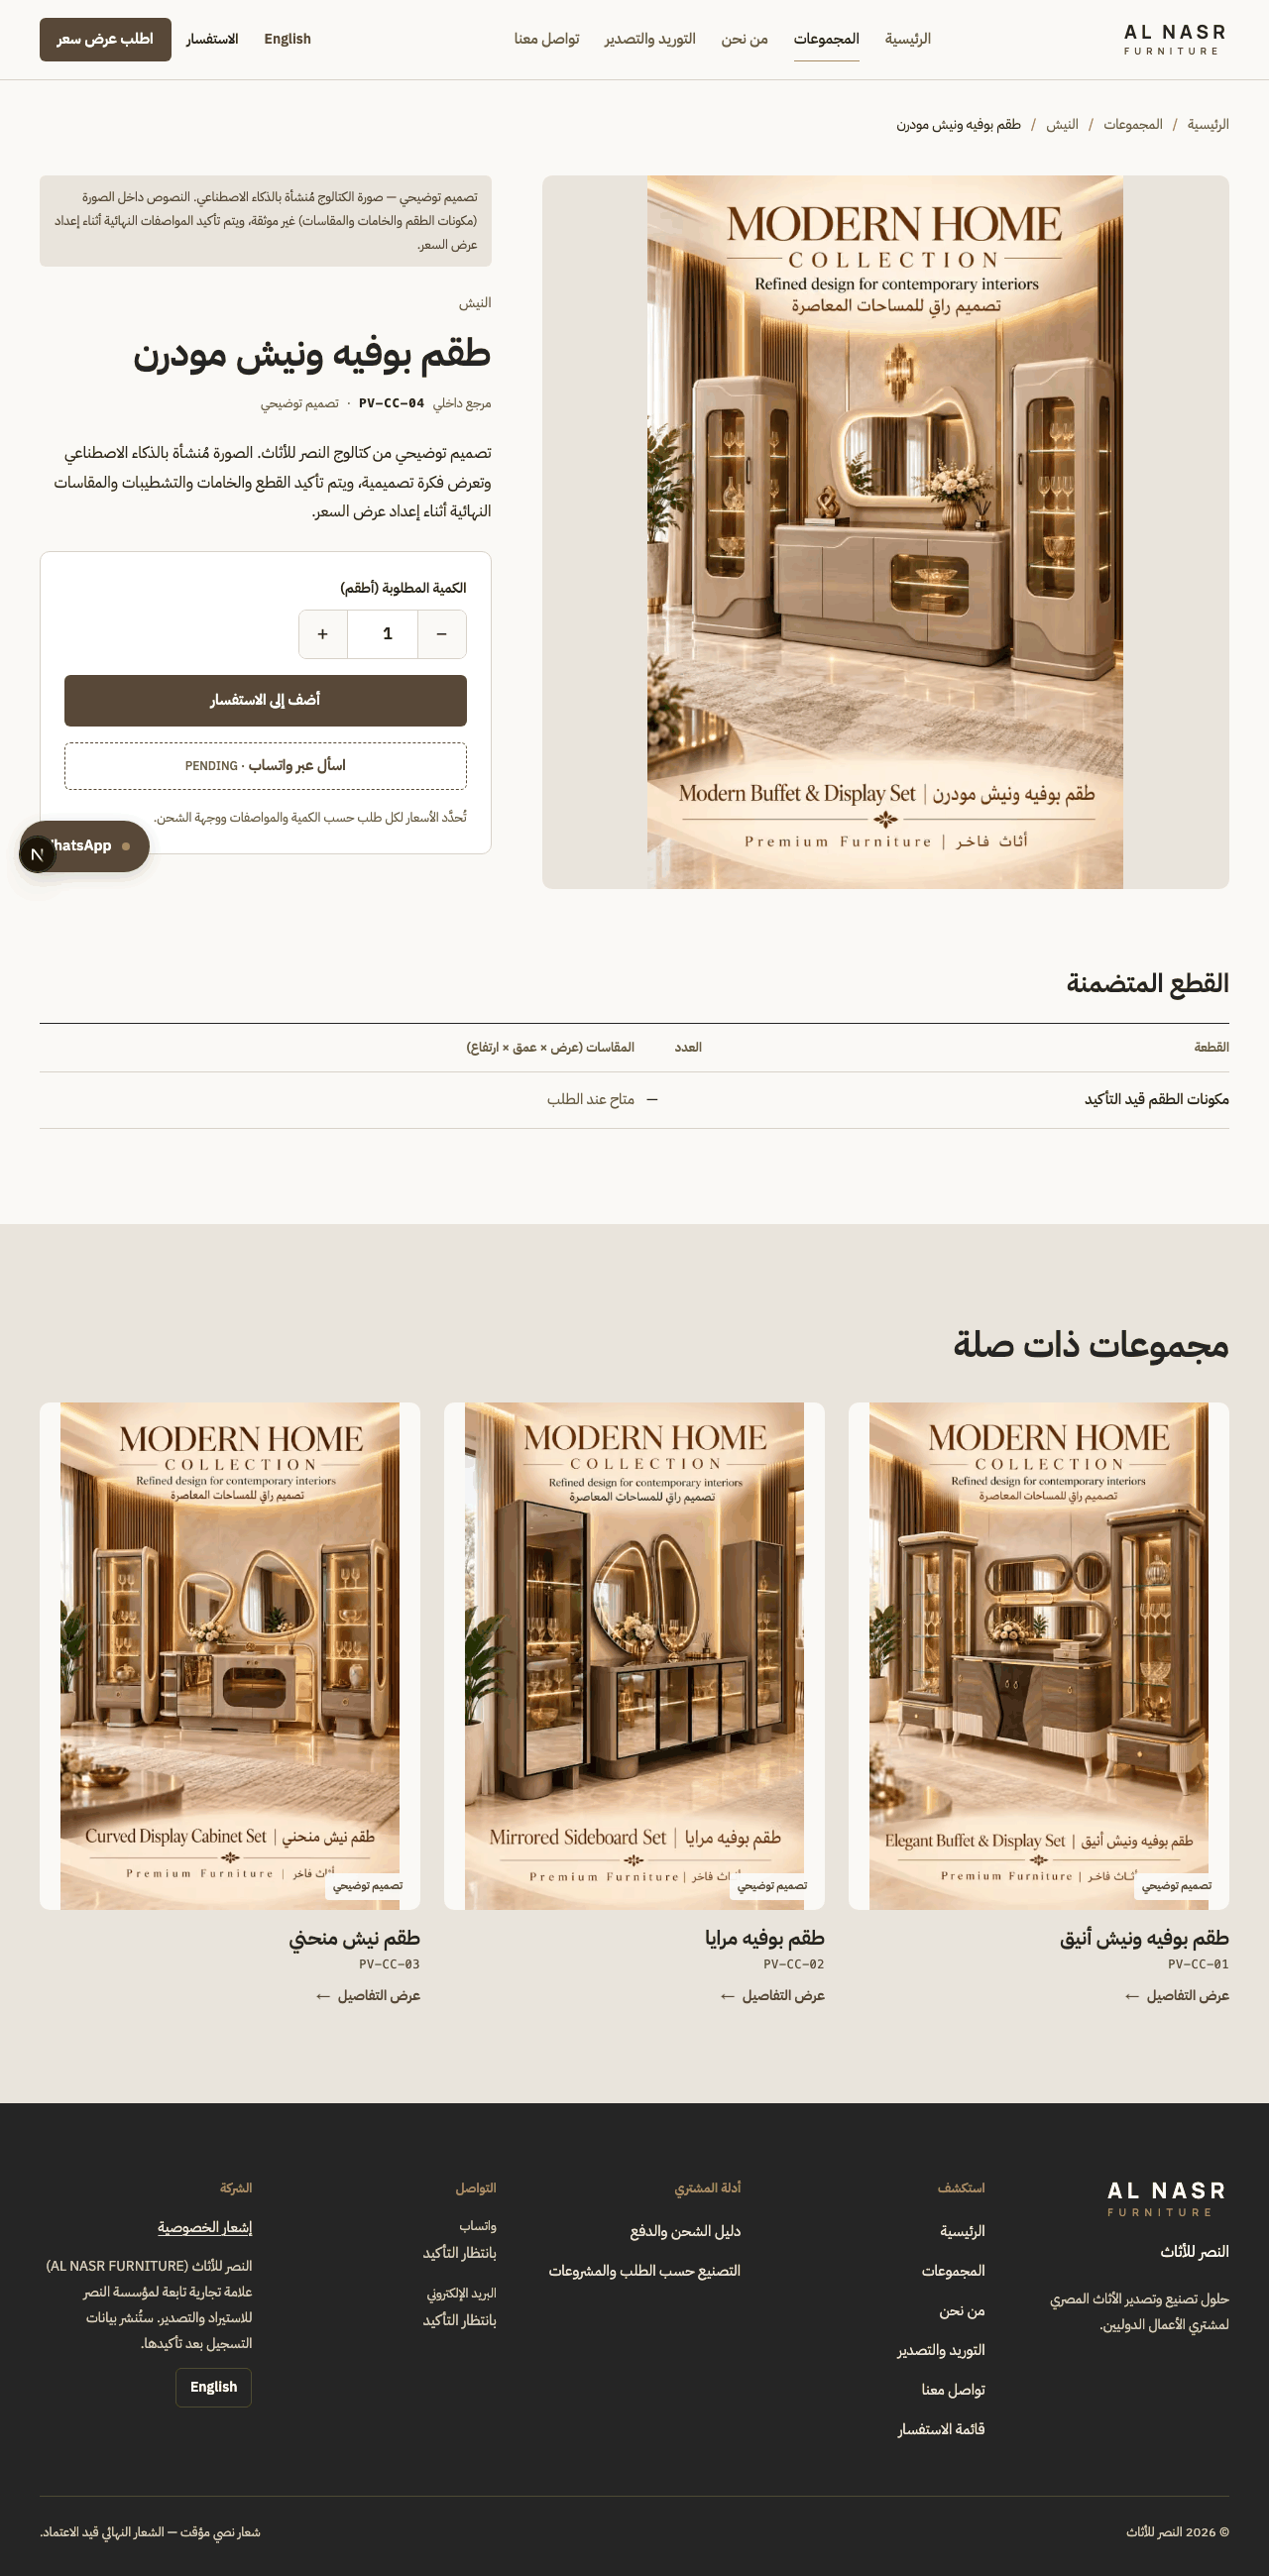 AL NASR
FURNITURE
الرئيسية
المجموعات
من نحن
التوريد والتصدير
تواصل معنا
English
الاستفسار
اطلب عرض سعر
الرئيسية / المجموعات / النيش / طقم بوفيه ونيش مودرن
MODERN HOME
COLLECTION
Refined design for contemporary interiors
تصميم راقٍ للمساحات المعاصرة
Modern Buffet & Display Set | طقم بوفيه ونيش مودرن
Premium Furniture | أثاث فاخر
تصميم توضيحي — صورة الكتالوج مُنشأة بالذكاء الاصطناعي. النصوص داخل الصورة
(مكونات الطقم والخامات والمقاسات) غير موثقة، ويتم تأكيد المواصفات النهائية أثناء إعداد
عرض السعر.
النيش
طقم بوفيه ونيش مودرن
مرجع داخلي PV-CC-04 · تصميم توضيحي
تصميم توضيحي من كتالوج النصر للأثاث. الصورة مُنشأة بالذكاء الاصطناعي
وتعرض فكرة تصميمية، ويتم تأكيد القطع والخامات والتشطيبات والمقاسات
النهائية أثناء إعداد عرض السعر.
الكمية المطلوبة (أطقم)
− 1 +
أضف إلى الاستفسار
اسأل عبر واتساب · PENDING
تُحدَّد الأسعار لكل طلب حسب الكمية والمواصفات ووجهة الشحن.
hatsApp
N
القطع المتضمنة
القطعة
العدد
المقاسات (عرض × عمق × ارتفاع)
مكونات الطقم قيد التأكيد
—
متاح عند الطلب
مجموعات ذات صلة
MODERN HOME
COLLECTION
Refined design for contemporary interiors
تصميم راقٍ للمساحات المعاصرة
Elegant Buffet & Display Set | طقم بوفيه ونيش أنيق
Premium Furniture | أثاث فاخر
تصميم توضيحي
طقم بوفيه ونيش أنيق
PV-CC-01
عرض التفاصيل ←
MODERN HOME
COLLECTION
Refined design for contemporary interiors
تصميم راقٍ للمساحات المعاصرة
Mirrored Sideboard Set | طقم بوفيه مرايا
Premium Furniture | أثاث فاخر
تصميم توضيحي
طقم بوفيه مرايا
PV-CC-02
عرض التفاصيل ←
MODERN HOME
COLLECTION
Refined design for contemporary interiors
تصميم راقٍ للمساحات المعاصرة
Curved Display Cabinet Set | طقم نيش منحني
Premium Furniture | أثاث فاخر
تصميم توضيحي
طقم نيش منحني
PV-CC-03
عرض التفاصيل ←
AL NASR
FURNITURE
النصر للأثاث
حلول تصنيع وتصدير الأثاث المصري
لمشتري الأعمال الدوليين.
استكشف
الرئيسية
المجموعات
من نحن
التوريد والتصدير
تواصل معنا
قائمة الاستفسار
أدلة المشتري
دليل الشحن والدفع
التصنيع حسب الطلب والمشروعات
التواصل
واتساب
بانتظار التأكيد
البريد الإلكتروني
بانتظار التأكيد
الشركة
إشعار الخصوصية
النصر للأثاث (AL NASR FURNITURE)
علامة تجارية تابعة لمؤسسة النصر
للاستيراد والتصدير. ستُنشر بيانات
التسجيل بعد تأكيدها.
English
© 2026 النصر للأثاث
شعار نصي مؤقت — الشعار النهائي قيد الاعتماد.